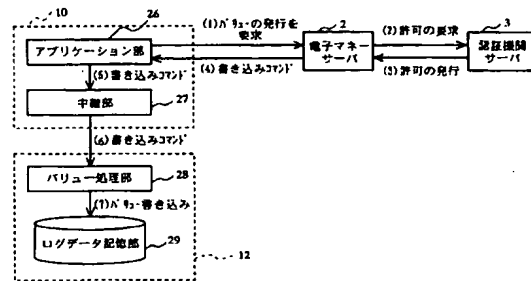 10
26
アプリケーション部
(1)バリューの発行を
要求
2
電子マネー
サーバ
(2)許可の要求
3
認証機関
サーバ
(3)許可の発行
(4)書き込みコマンド
(5)書き込みコマンド
中継部
27
(6)書き込みコマンド
バリュー処理部
28
(7)バリュー書き込み
ログデータ記憶部
29
12